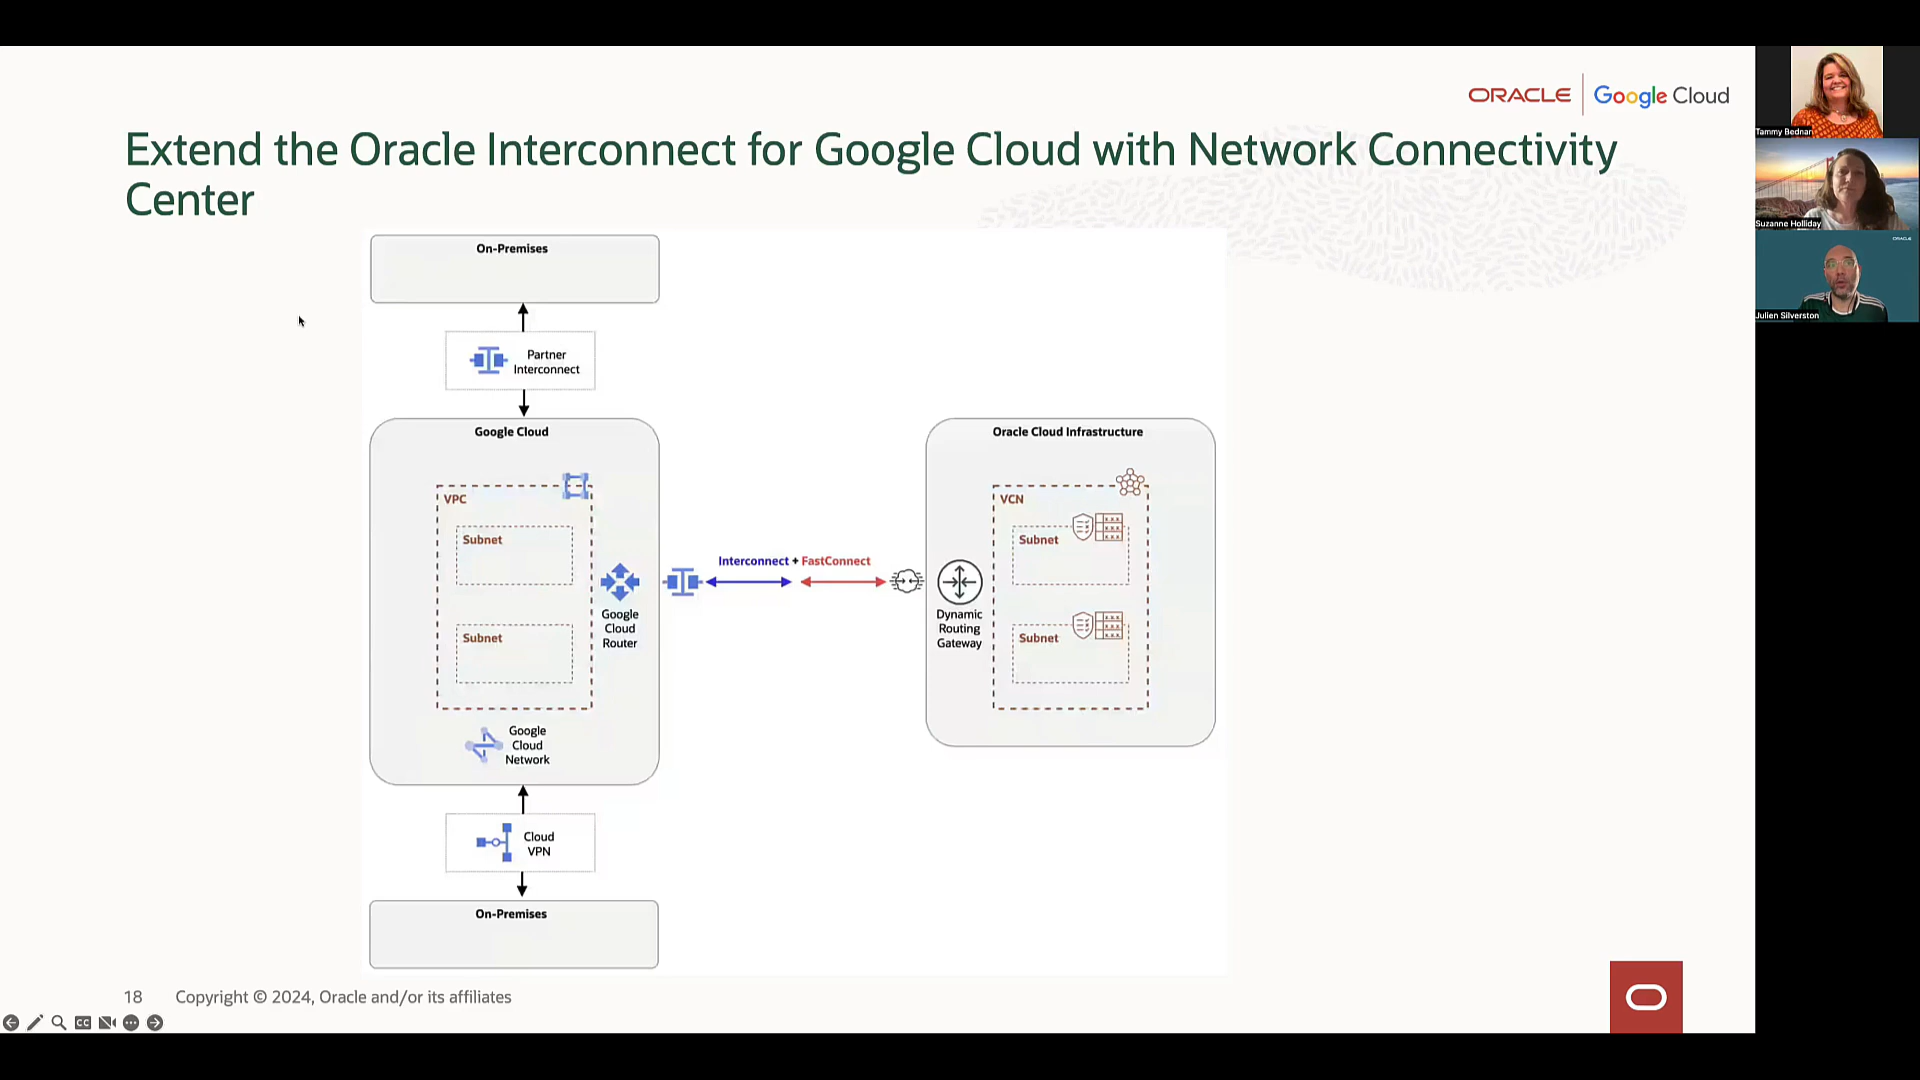 ORACLE | Google Cloud
Extend the Oracle Interconnect for Google Cloud with Network Connectivity
Center
On-Premises
Partner
Interconnect
Google Cloud
VPC
Subnet
Subnet
Google
Cloud
Router
Google
Cloud
Network
Interconnect + FastConnect
Oracle Cloud Infrastructure
VCN
Subnet
Subnet
Dynamic
Routing
Gateway
Cloud
VPN
On-Premises
18 Copyright © 2024, Oracle and/or its affiliates
CC
Tammy Bednar
Suzanne Holliday
ORACLE
Julien Silverston